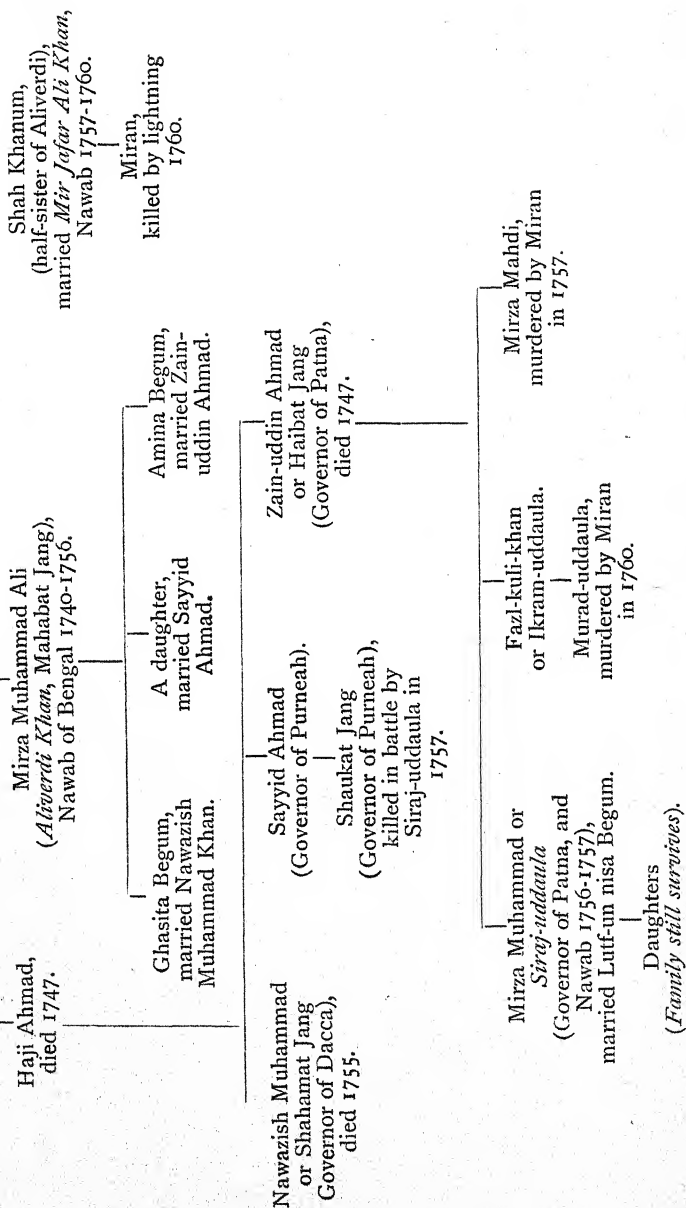 Haji Ahmad,
died 1747.
Mirza Muhammad Ali
(Aliverdi Khan, Mahabat Jang),
Nawab of Bengal 1740-1756.
Shah Khanum,
(half-sister of Aliverdi),
married Mir Jafar Ali Khan,
Nawab 1757-1760.
Miran,
killed by lightning
1760.
Ghasita Begum,
married Nawazish
Muhammad Khan.
A daughter,
married Sayyid
Ahmad.
Amina Begum,
married Zain-
uddin Ahmad.
Nawazish Muhammad
or Shahamat Jang
Governor of Dacca),
died 1755.
Sayyid Ahmad
(Governor of Purneah).
Shaukat Jang
(Governor of Purneah),
killed in battle by
Siraj-uddaula in
1757.
Zain-uddin Ahmad
or Haibat Jang
(Governor of Patna),
died 1747.
Mirza Muhammad or
Siraj-uddaula
(Governor of Patna, and
Nawab 1756-1757),
married Lutf-un nisa Begum.
Daughters
(Family still survives).
Fazl-kuli-khan
or Ikram-uddaula.
Murad-uddaula,
murdered by Miran
in 1760.
Mirza Mahdi,
murdered by Miran
in 1757.